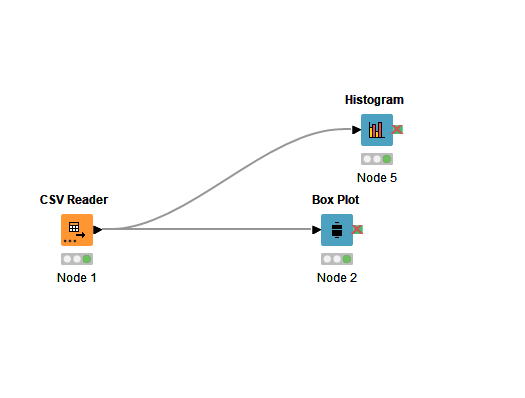 Histogram
Node 5
CSV Reader
Node 1
Box Plot
Node 2